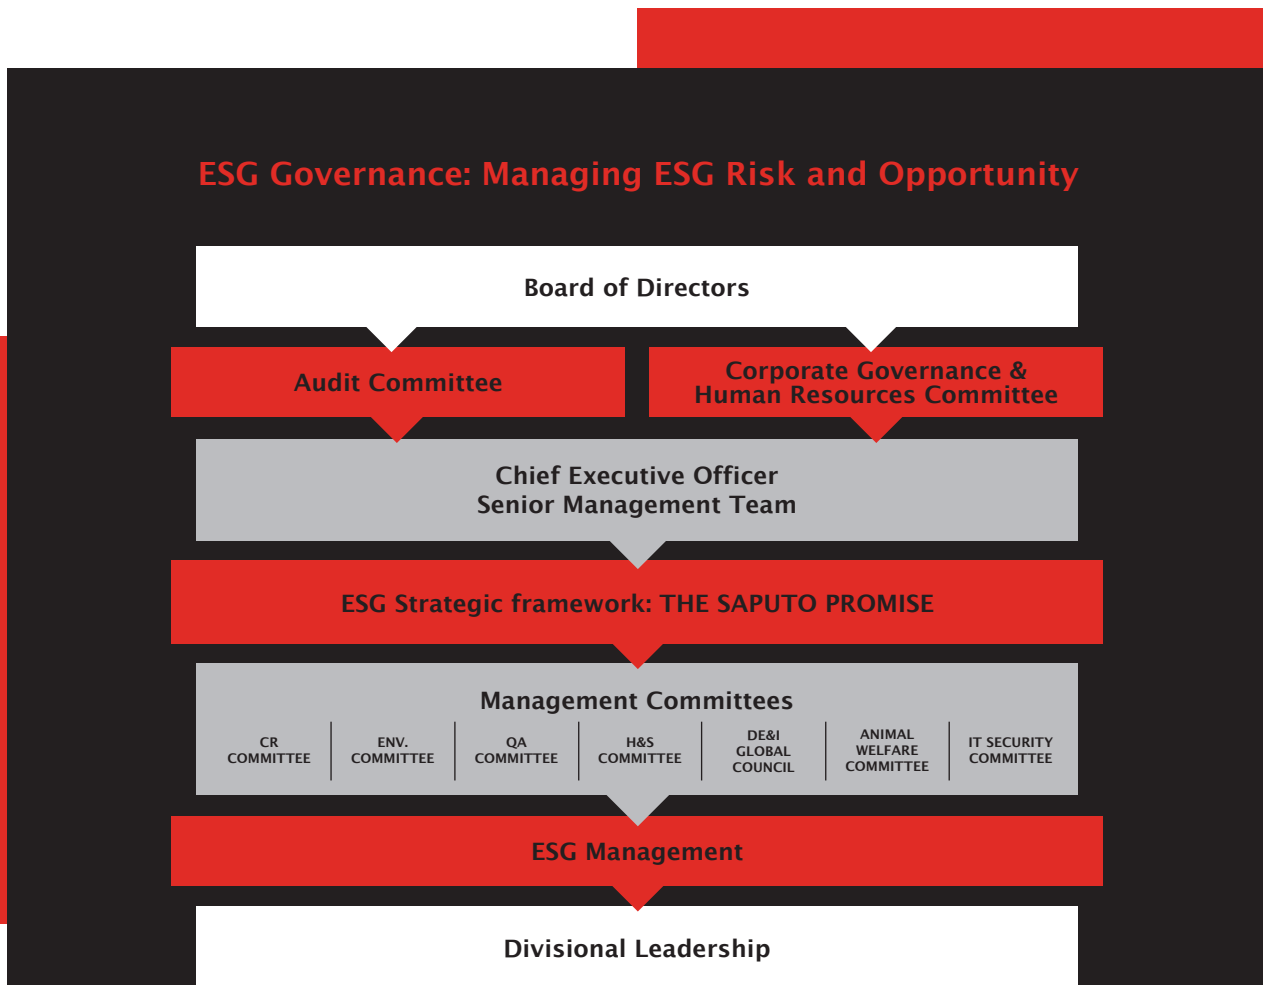 ESG Governance: Managing ESG Risk and Opportunity
Board of Directors
Audit Committee
Corporate Governance &
Human Resources Committee
Chief Executive Officer
Senior Management Team
ESG Strategic framework: THE SAPUTO PROMISE
Management Committees
CR
COMMITTEE
ENV.
COMMITTEE
QA
COMMITTEE
H&S
COMMITTEE
DE&I
GLOBAL
COUNCIL
ANIMAL
WELFARE
COMMITTEE
IT SECURITY
COMMITTEE
ESG Management
Divisional Leadership